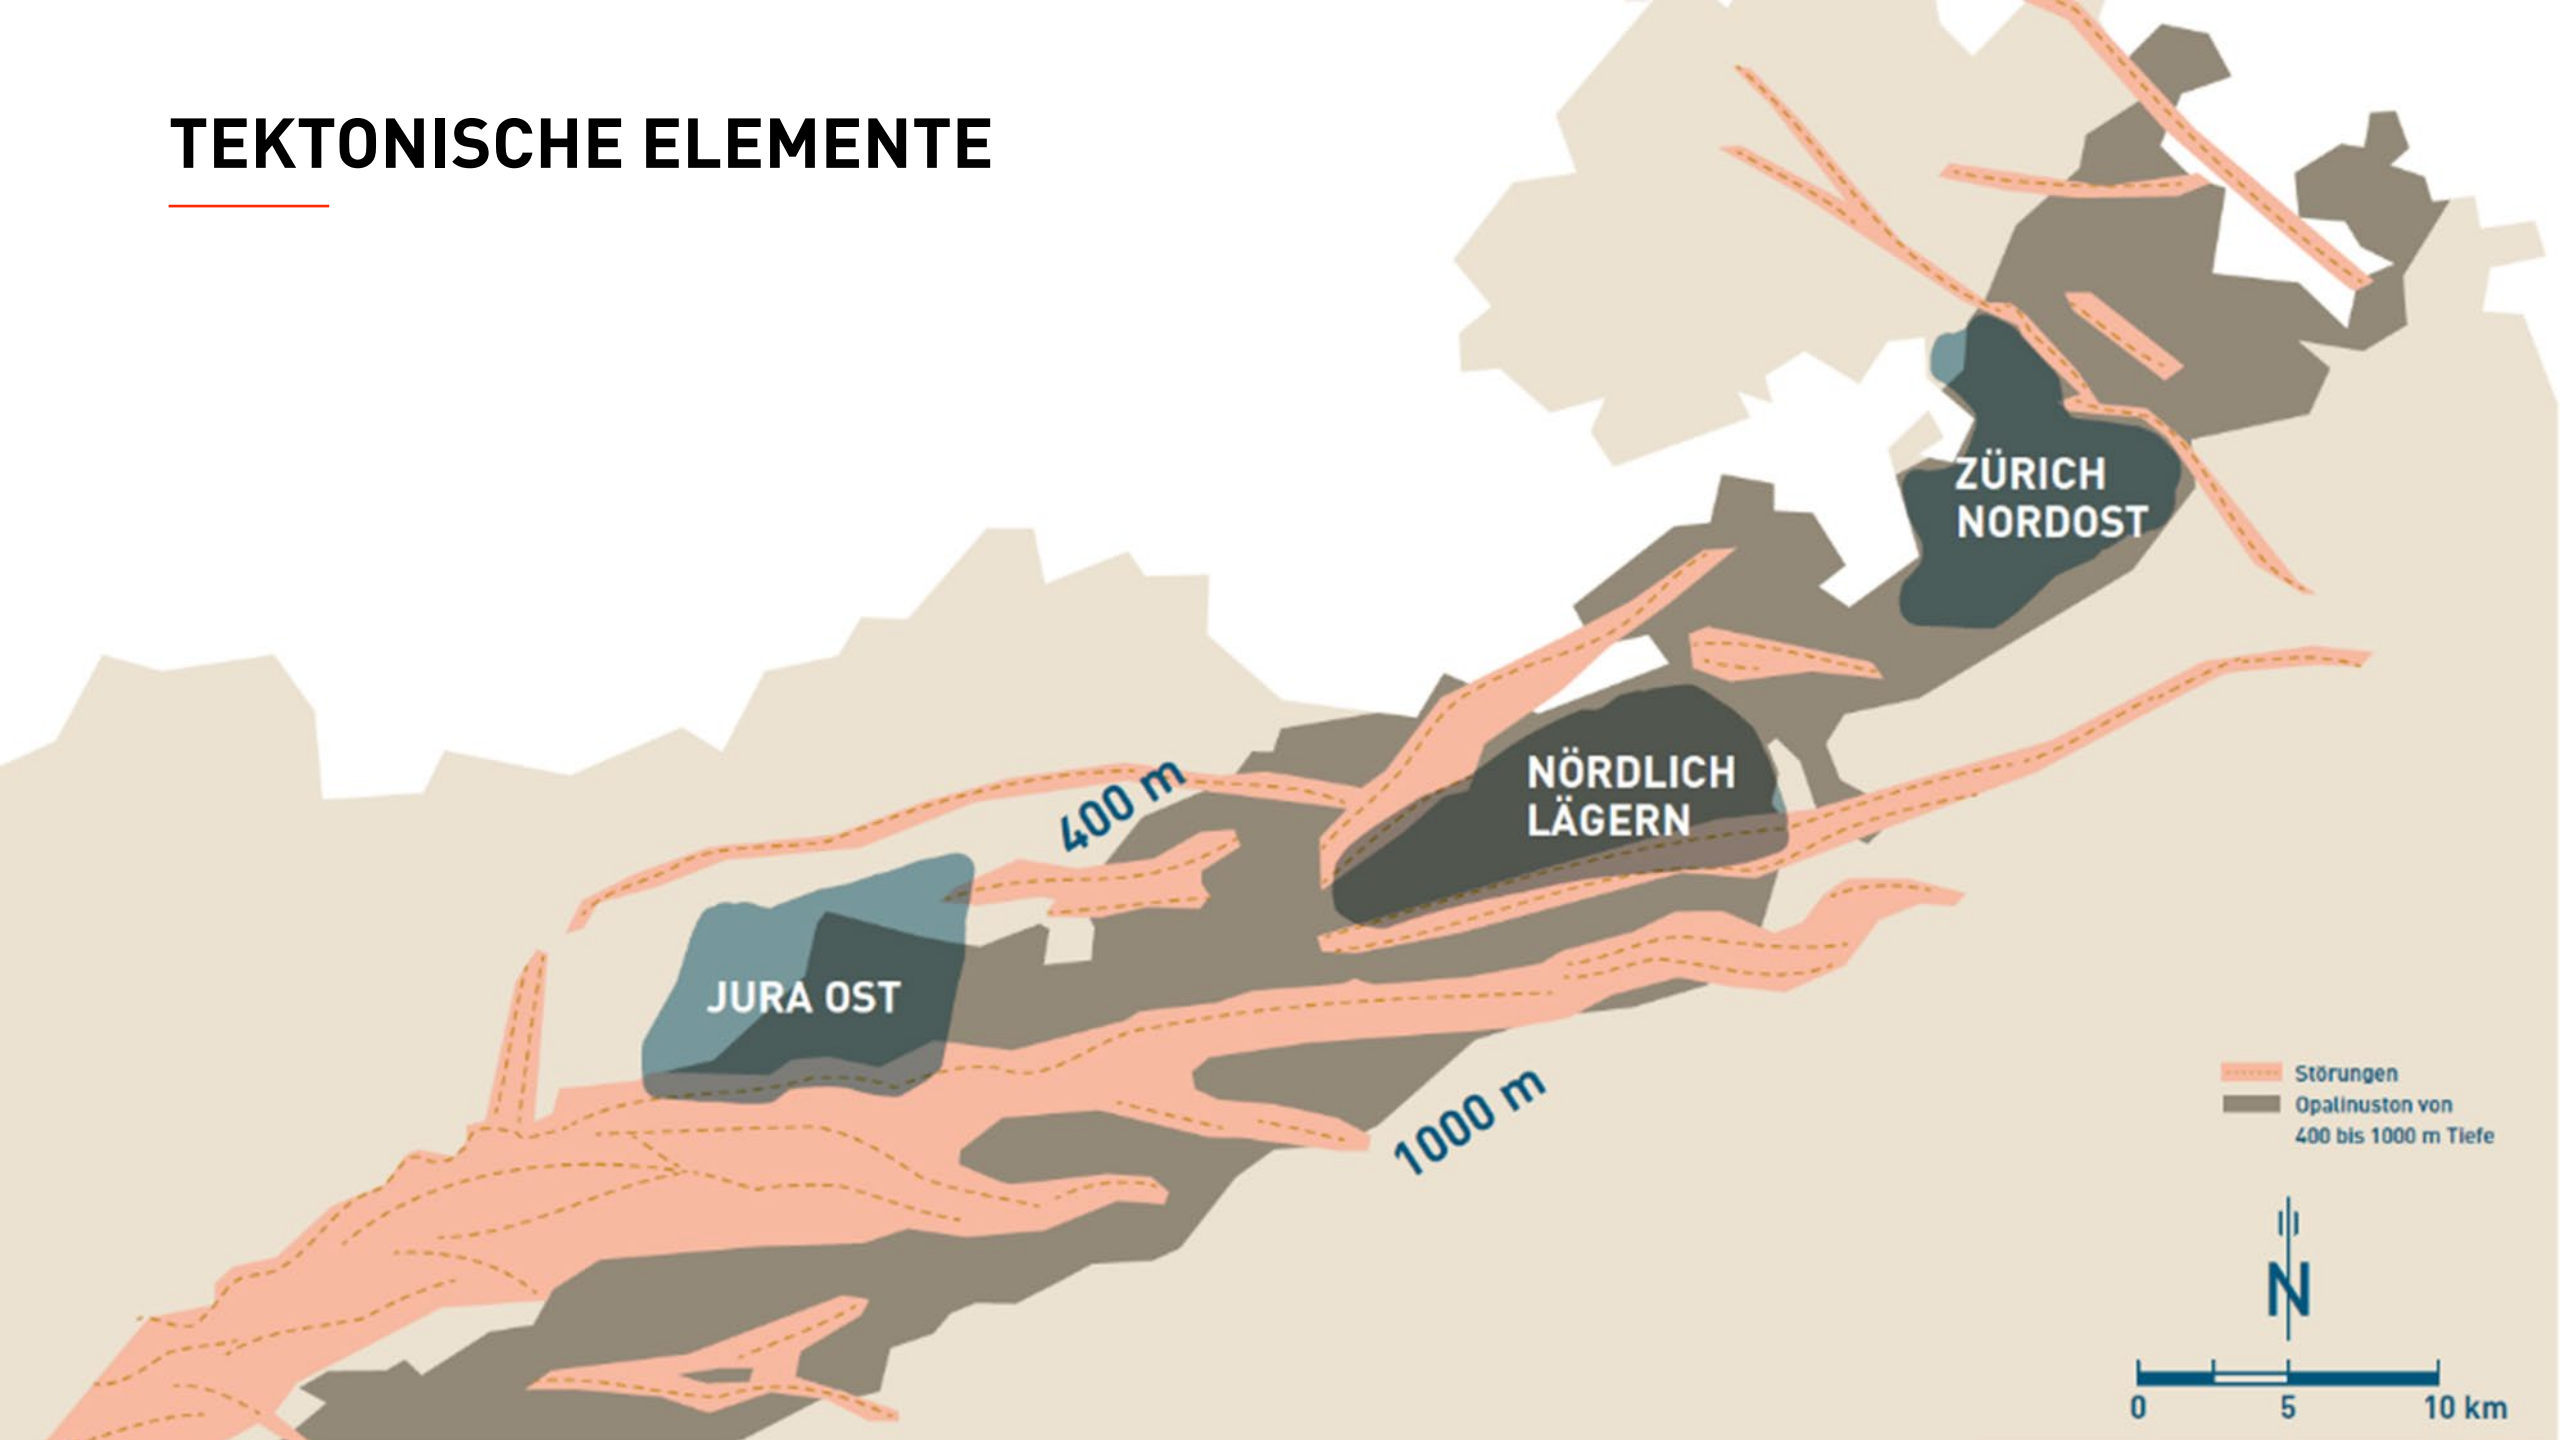 TEKTONISCHE ELEMENTE
ZÜRICH
NORDOST
NÖRDLICH
LÄGERN
400 m
JURA OST
1000 m
Störungen
Opalinuston von
400 bis 1000 m Tiefe
N
0 5 10 km